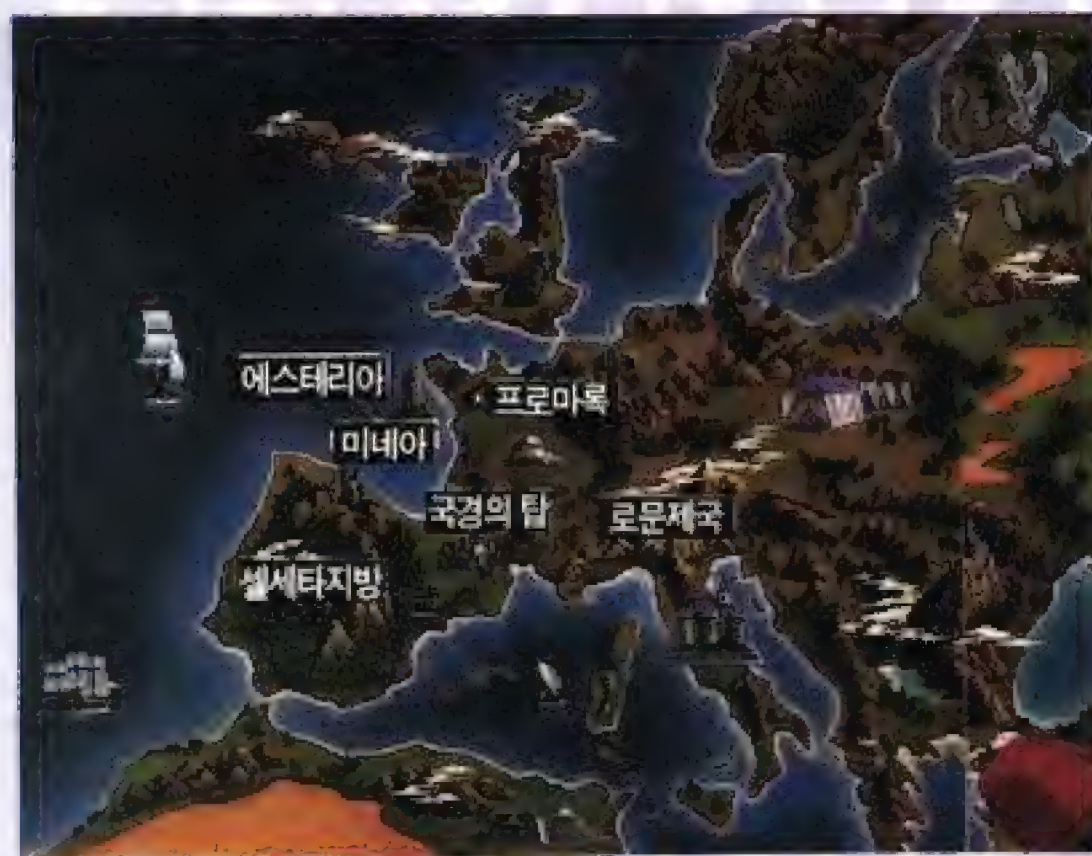 에스테리아
프로마록
미네아
국경의 탑
로문제국
셀세타지방